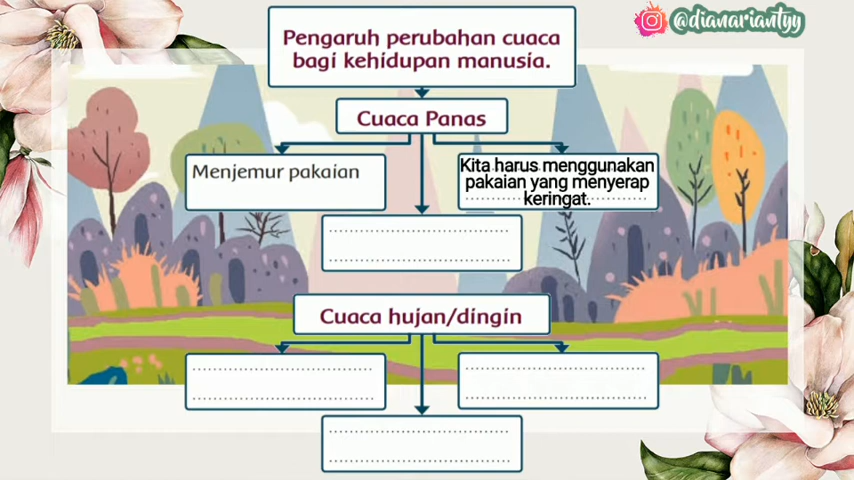 @dianariantyy
Pengaruh perubahan cuaca
bagi kehidupan manusia.
Cuaca Panas
Menjemur pakaian
Kita harus menggunakan
pakaian yang menyerap
keringat.
Cuaca hujan/dingin